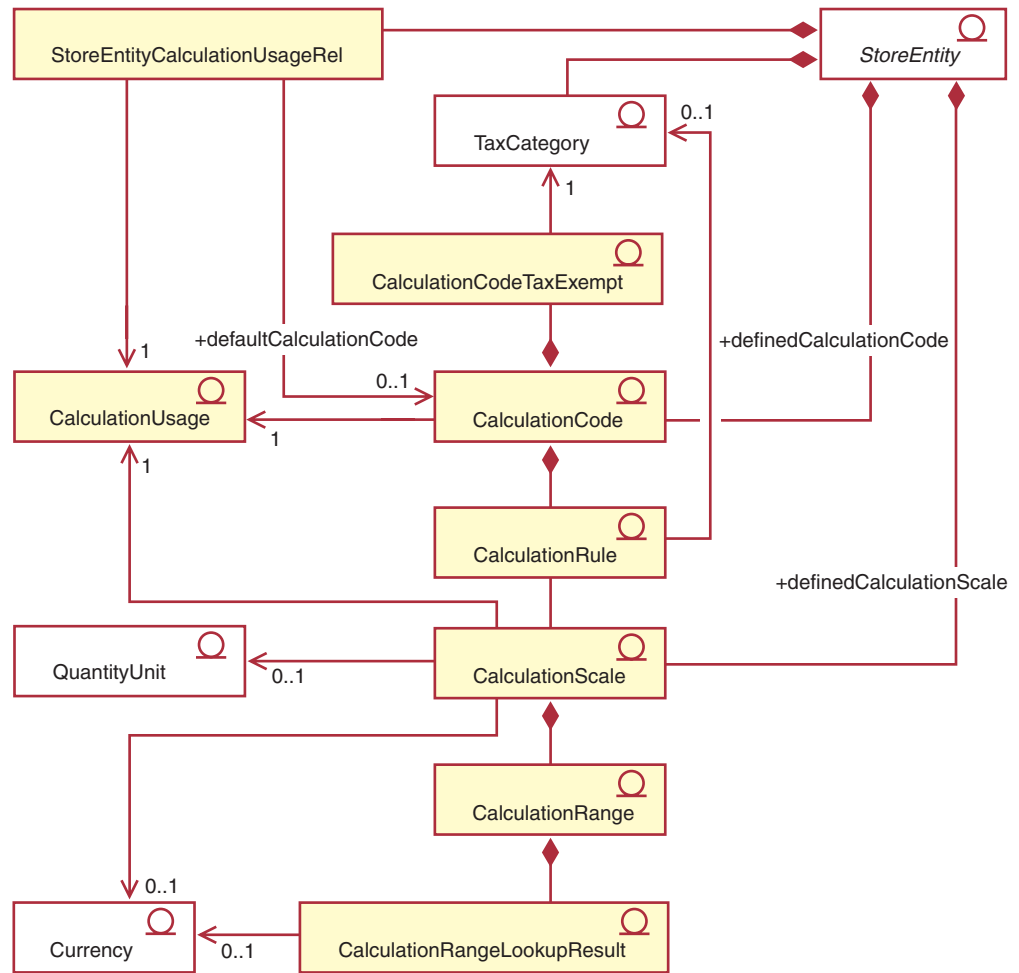 StoreEntityCalculationUsageRel
StoreEntity
0..1
TaxCategory
1
CalculationCodeTaxExempt
+defaultCalculationCode
+definedCalculationCode
1
0..1
CalculationUsage
CalculationCode
1
1
CalculationRule
+definedCalculationScale
QuantityUnit
0..1
CalculationScale
CalculationRange
0..1
Currency
0..1
CalculationRangeLookupResult